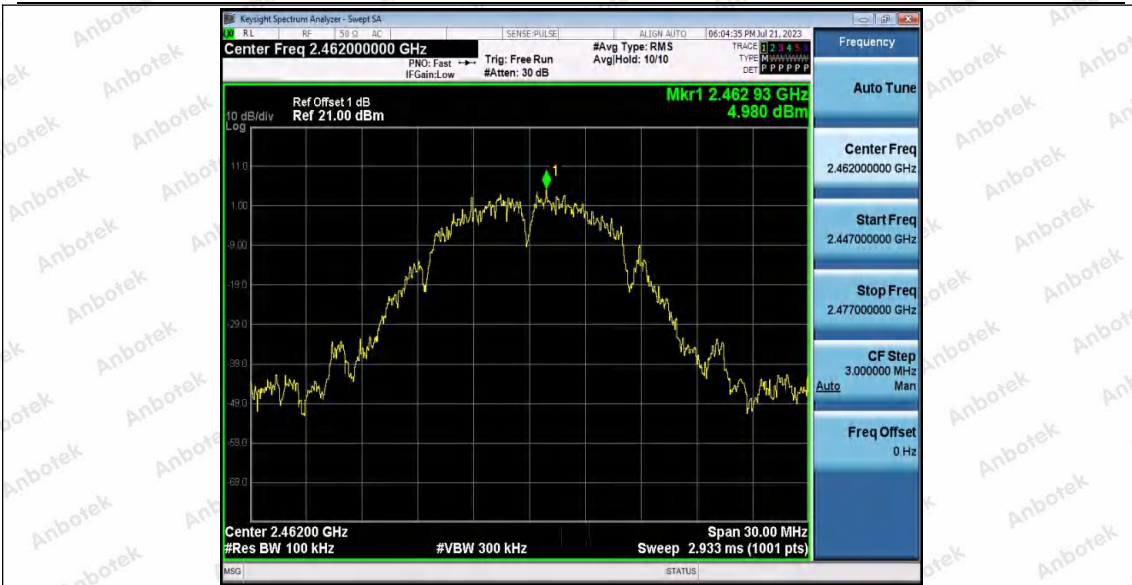 Keysight Spectrum Analyzer - Swept SA
RL RF 50 Ω AC SENSE:PULSE ALIGN AUTO 06:04:35 PM Jul 21, 2023
Center Freq 2.462000000 GHz
PNO: Fast
IFGain:Low
Trig: Free Run
#Atten: 30 dB
#Avg Type: RMS
Avg|Hold: 10/10
TRACE 1 2 3 4 5 6
TYPE M W W W W W
DET P P P P P P
Mkr1 2.462 93 GHz
4.980 dBm
Ref Offset 1 dB
10 dB/div Ref 21.00 dBm
Log
1
11.0
1.00
-9.00
-19.0
-29.0
-39.0
-49.0
-59.0
-69.0
Center 2.46200 GHz Span 30.00 MHz
#Res BW 100 kHz #VBW 300 kHz Sweep 2.933 ms (1001 pts)
MSG STATUS
Frequency
Auto Tune
Center Freq
2.462000000 GHz
Start Freq
2.447000000 GHz
Stop Freq
2.477000000 GHz
CF Step
3.000000 MHz
Auto Man
Freq Offset
0 Hz
Anbotek